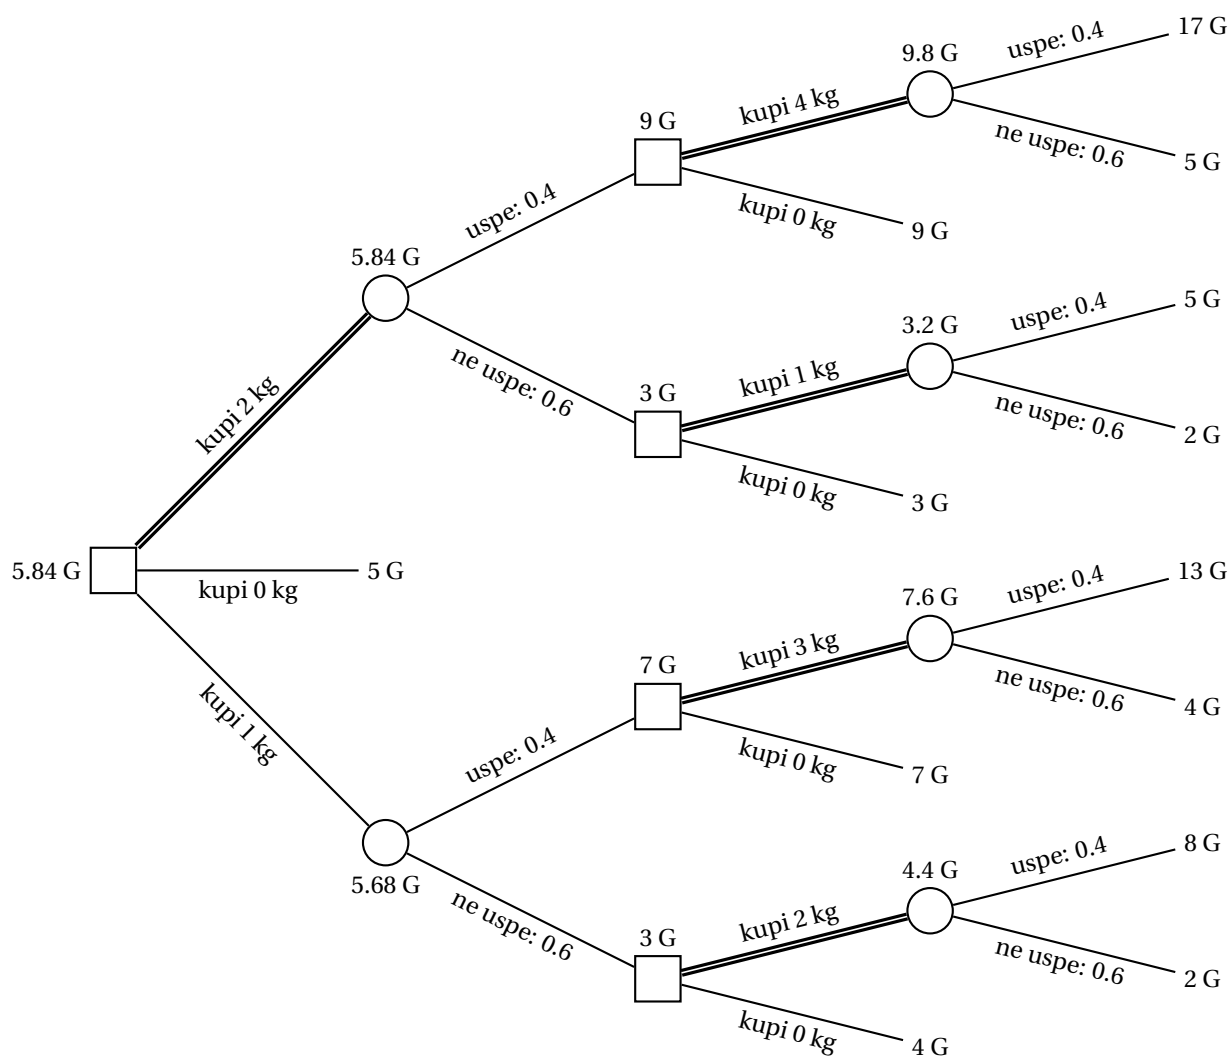 17 G
uspe: 0.4
9.8 G
kupi 4 kg
ne uspe: 0.6
5 G
9 G
kupi 0 kg
9 G
uspe: 0.4
5.84 G
5 G
uspe: 0.4
3.2 G
kupi 1 kg
ne uspe: 0.6
2 G
ne uspe: 0.6
3 G
kupi 0 kg
3 G
kupi 2 kg
5.84 G
kupi 0 kg
5 G
13 G
uspe: 0.4
7.6 G
kupi 3 kg
ne uspe: 0.6
4 G
7 G
kupi 0 kg
7 G
kupi 1 kg
uspe: 0.4
5.68 G
8 G
uspe: 0.4
4.4 G
kupi 2 kg
ne uspe: 0.6
2 G
ne uspe: 0.6
3 G
kupi 0 kg
4 G